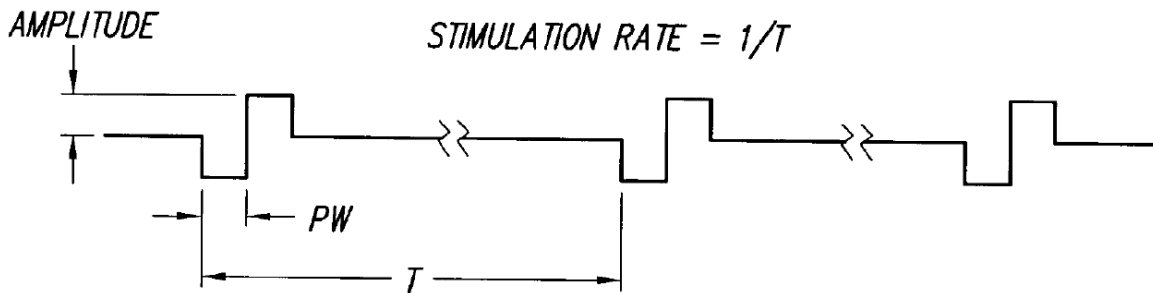 AMPLITUDE
STIMULATION RATE = 1/T
PW
T